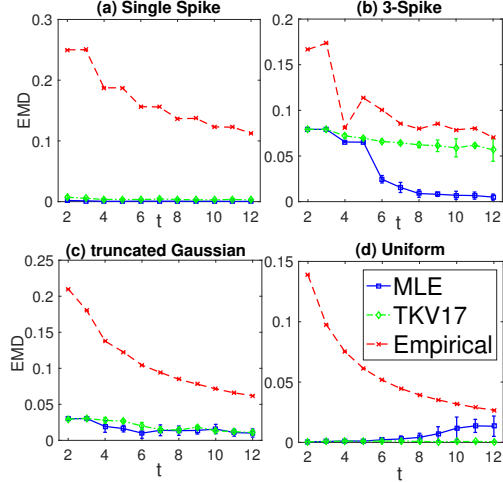 (a) Single Spike
EMD
0.3
0.2
0.1
0
2 4 6 8 10 12
t
(b) 3-Spike
0.2
0.15
0.1
0.05
0
2 4 6 8 10 12
t
(c) truncated Gaussian
EMD
0.25
0.2
0.15
0.1
0.05
0
2 4 6 8 10 12
t
(d) Uniform
0.15
0.1
0.05
0
2 4 6 8 10 12
t
MLE
TKV17
Empirical